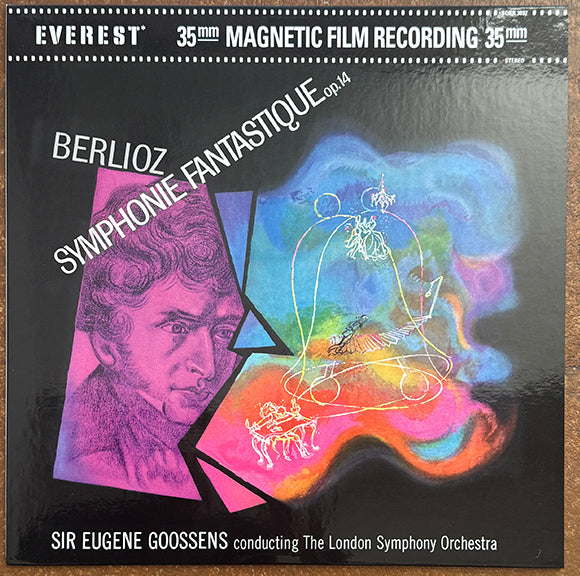 EVEREST* 35mm MAGNETIC FILM RECORDING 35mm
STEREO
BERLIOZ
SYMPHONIE FANTASTIQUE op.14
SIR EUGENE GOOSSENS conducting The London Symphony Orchestra